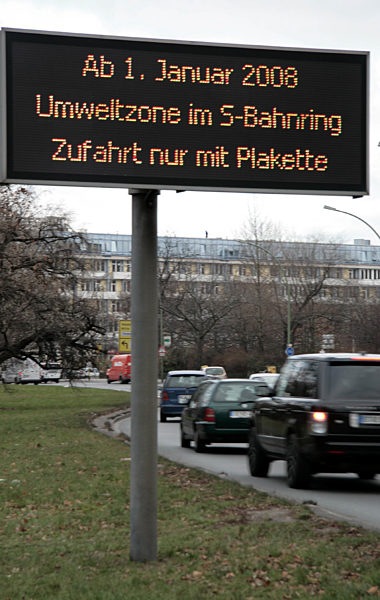 Ab 1. Januar 2008
Umweltzone im S-Bahnring
Zufahrt nur mit Plakette